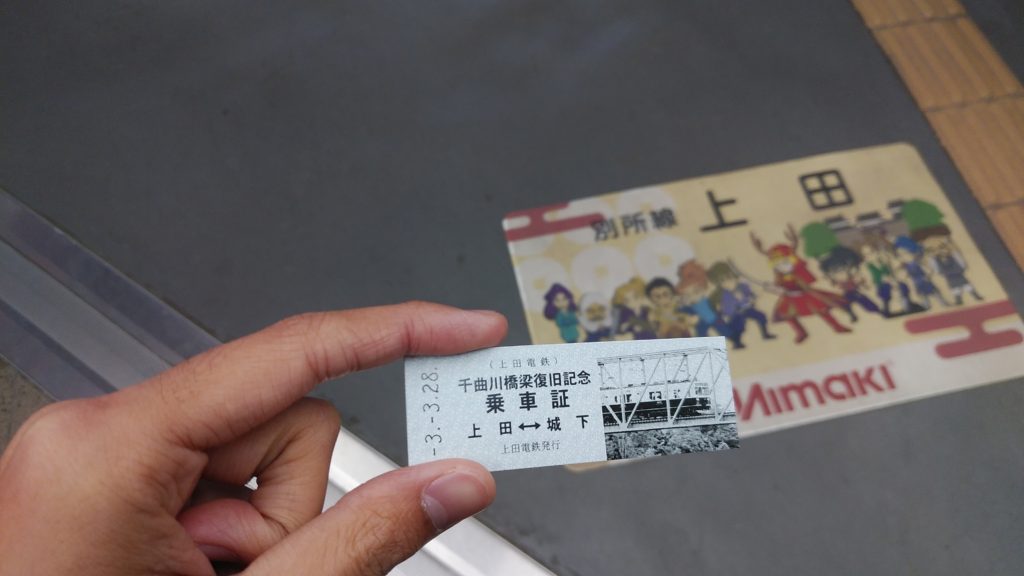 別所線 上田
Mimaki
-3.-3.28.
(上田電鉄)
千曲川橋梁復旧記念
乗車証
上田↔城下
上田電鉄発行